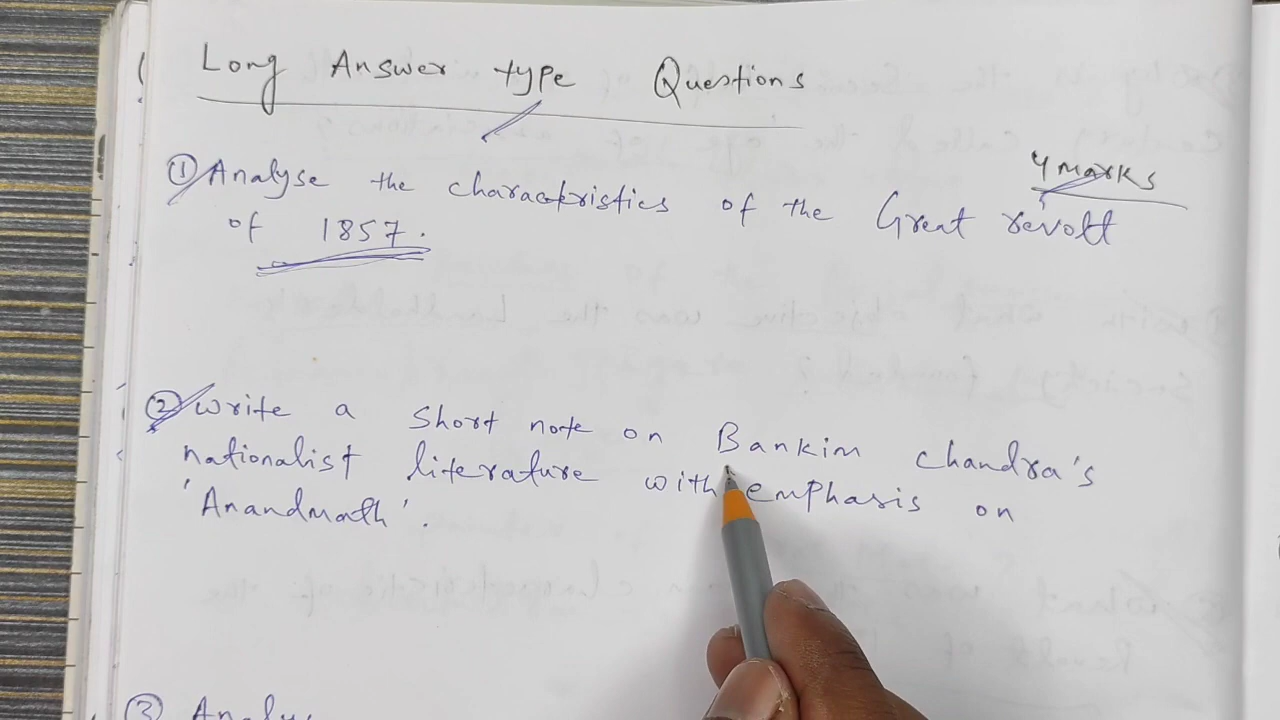 Long Answer type Questions
4 marks
① Analyse the characteristics of the Great revolt
of 1857.
② Write a short note on Bankim chandra's
nationalist literature with emphasis on
'Anandmath'.
③